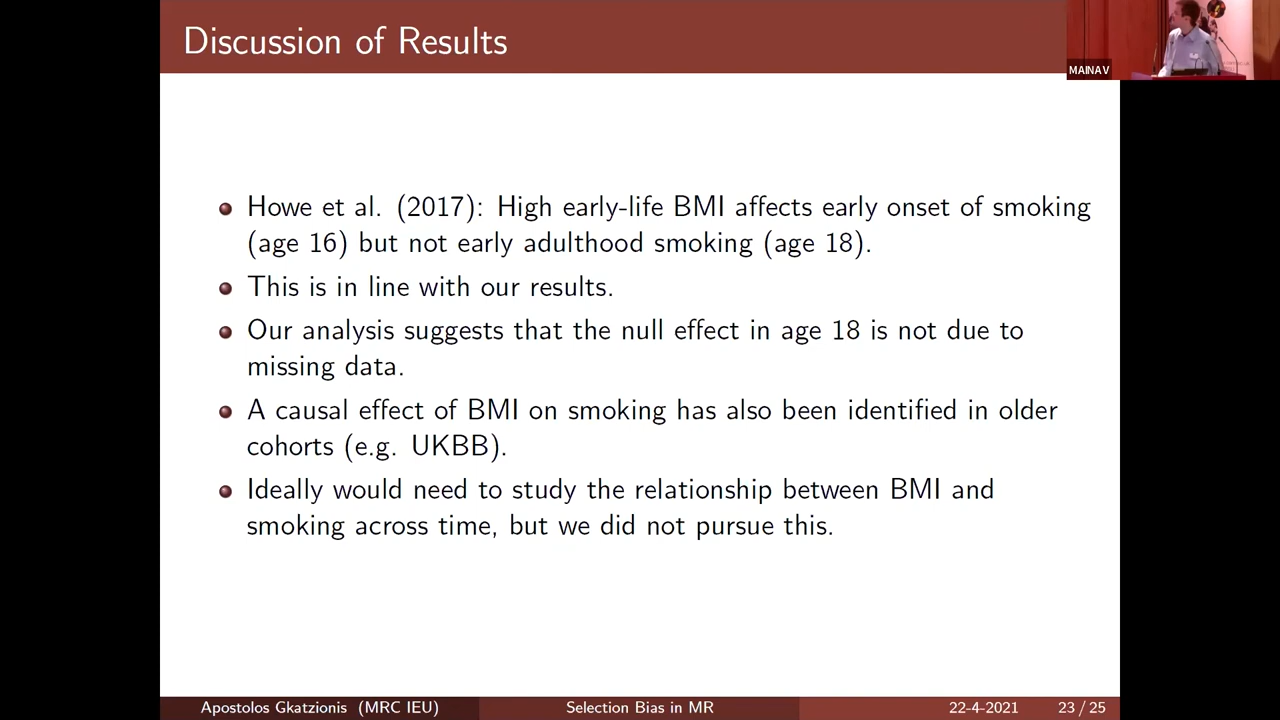 Discussion of Results
MAINAV
Howe et al. (2017): High early-life BMI affects early onset of smoking
(age 16) but not early adulthood smoking (age 18).
This is in line with our results.
Our analysis suggests that the null effect in age 18 is not due to
missing data.
A causal effect of BMI on smoking has also been identified in older
cohorts (e.g. UKBB).
Ideally would need to study the relationship between BMI and
smoking across time, but we did not pursue this.
Apostolos Gkatzionis (MRC IEU)
Selection Bias in MR
22-4-2021
23 / 25